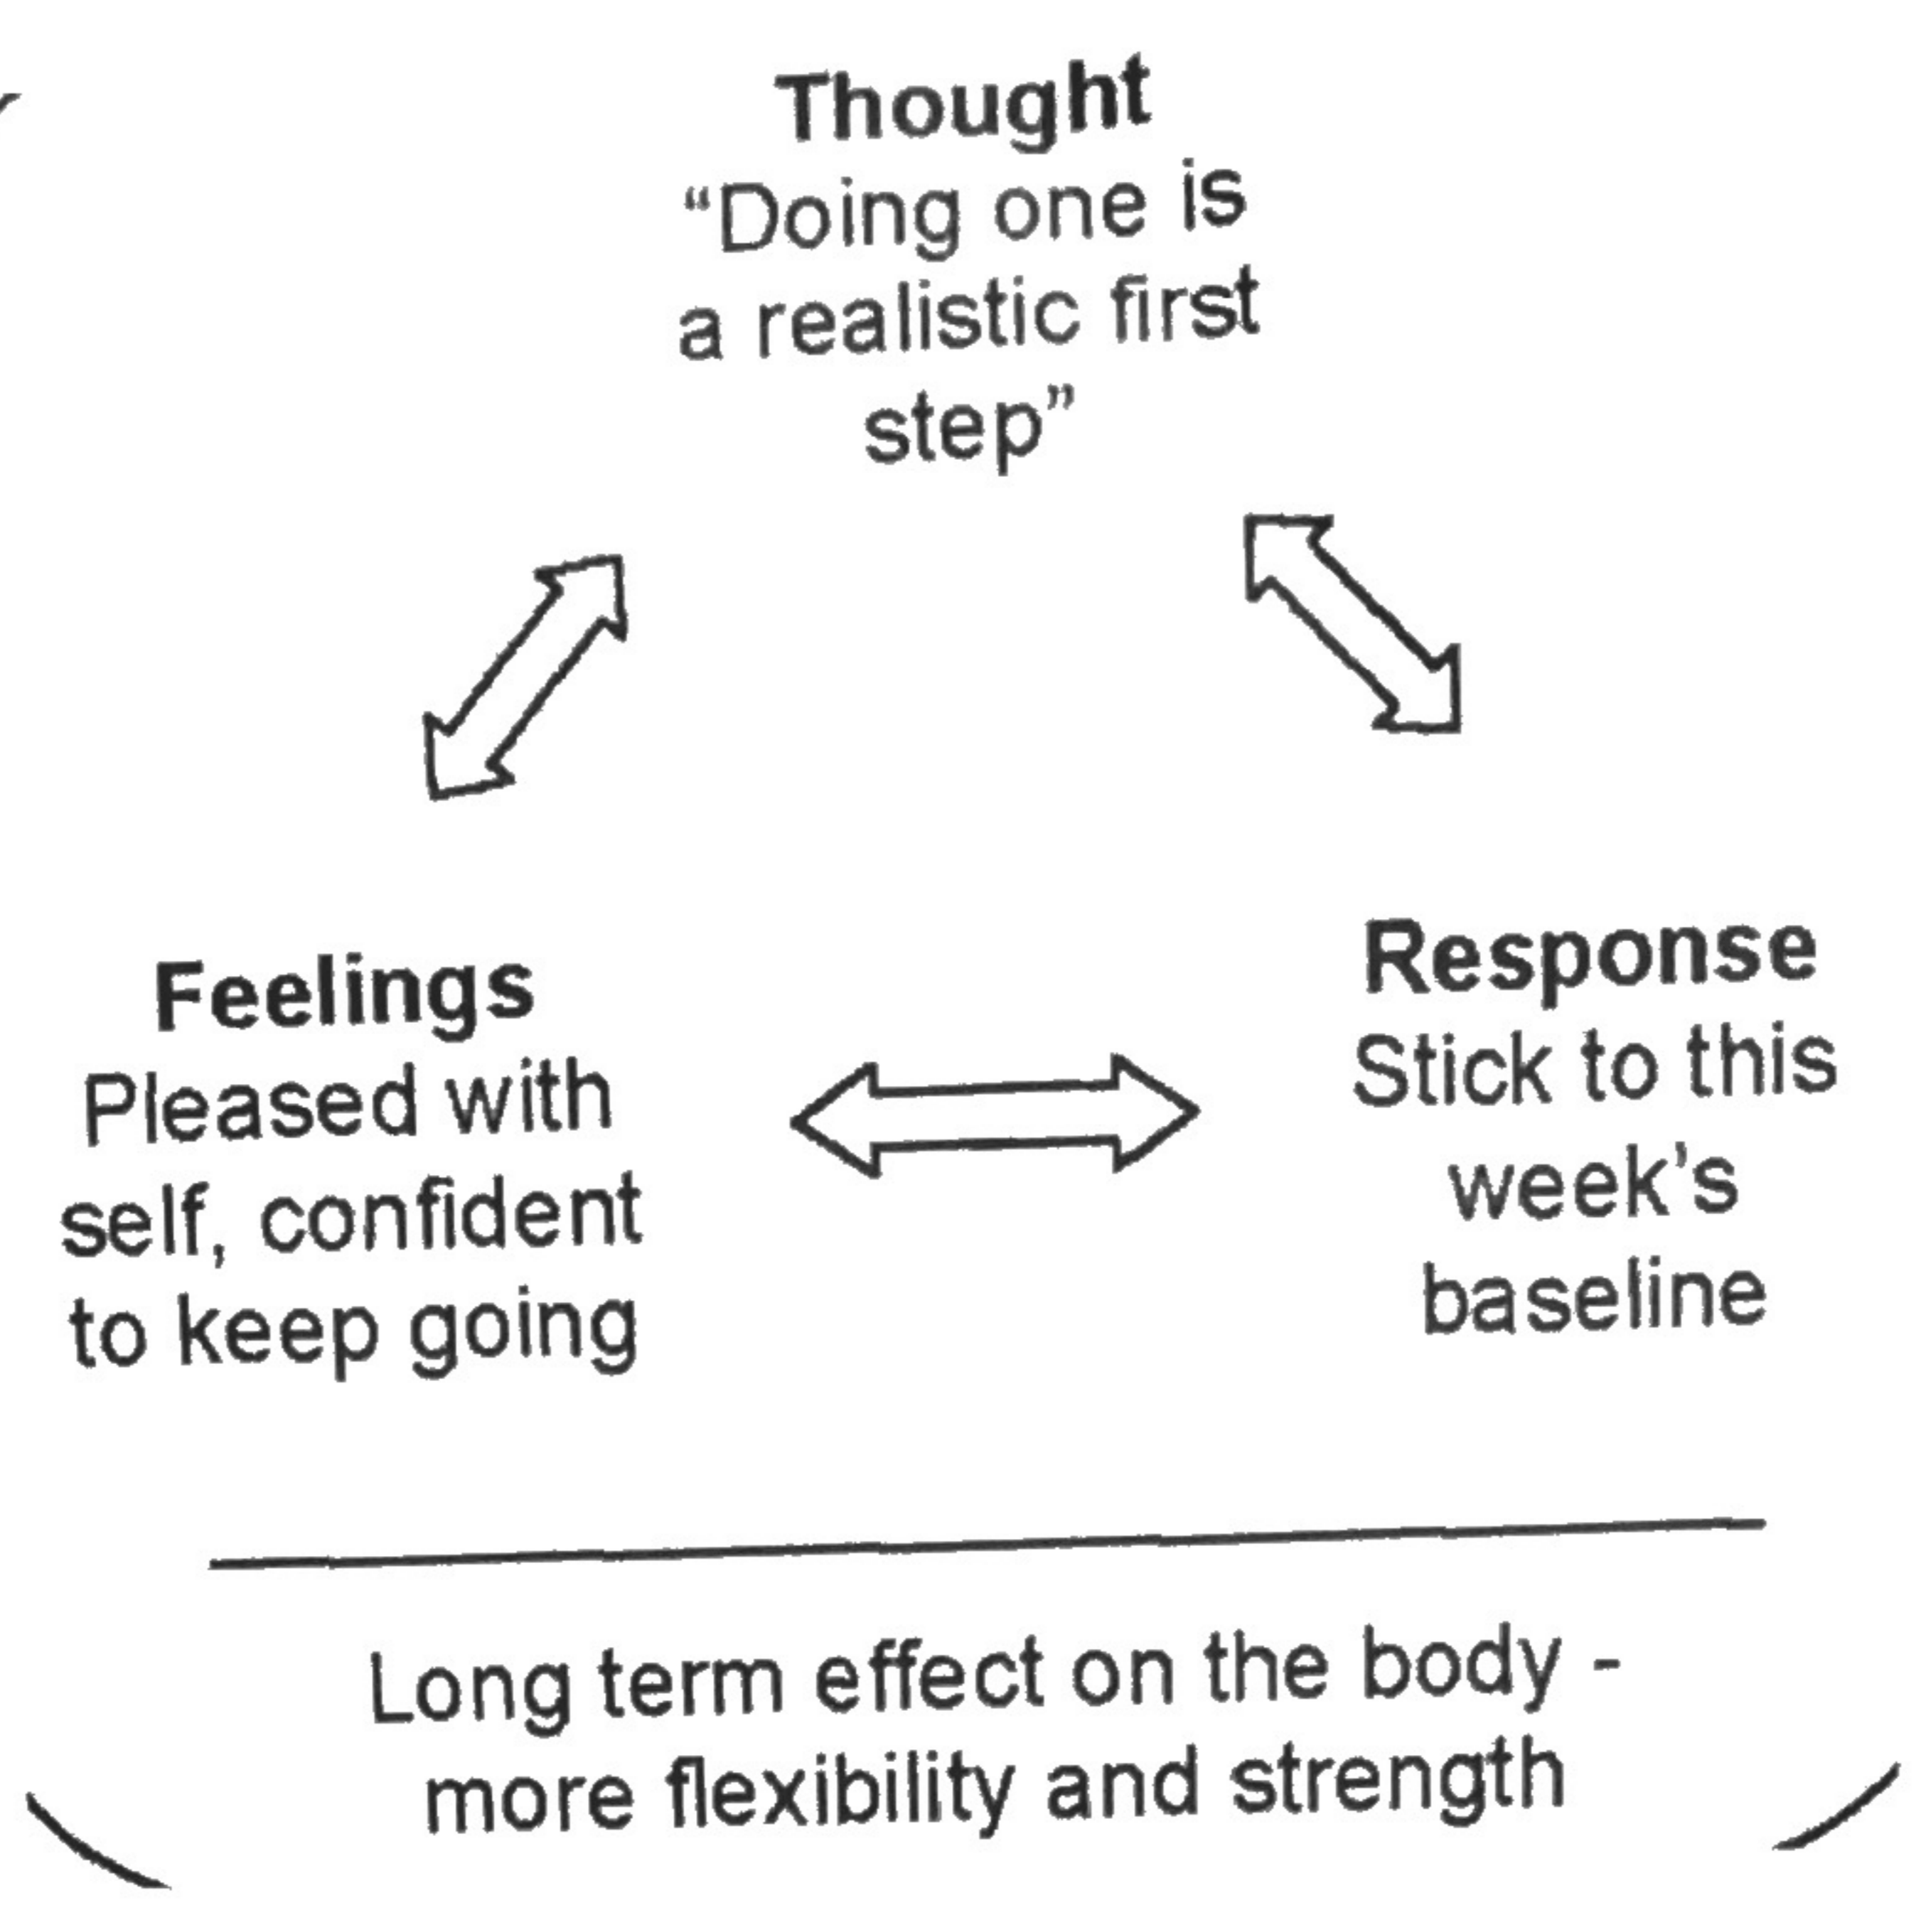 Thought
“Doing one is
a realistic first
step”
Feelings
Pleased with
self, confident
to keep going
Response
Stick to this
week’s
baseline
Long term effect on the body -
more flexibility and strength